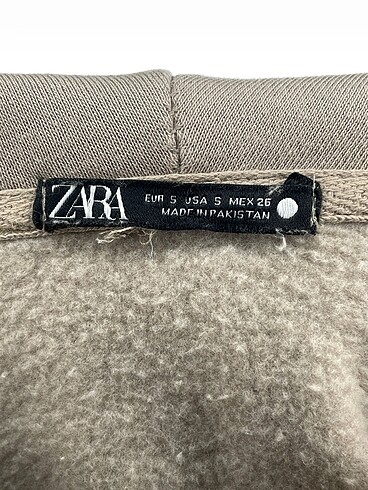 ZARA
EUR S USA S MEX 26
MADE IN PAKISTAN